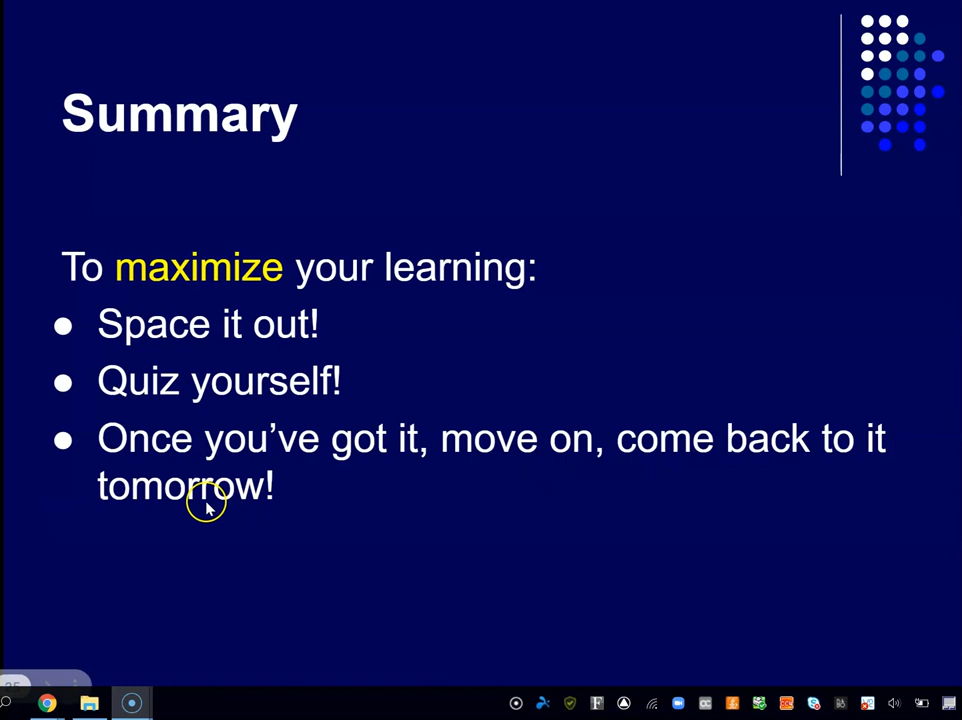 Summary
To maximize your learning:
● Space it out!
● Quiz yourself!
● Once you’ve got it, move on, come back to it
tomorrow!